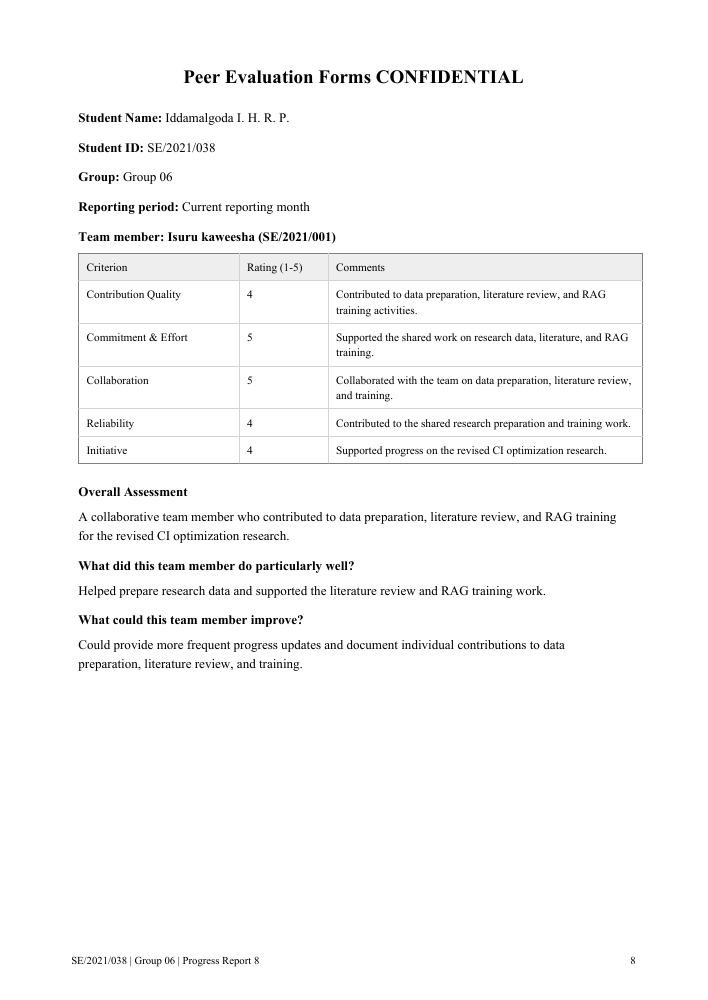 Peer Evaluation Forms CONFIDENTIAL
Student Name: Iddamalgoda I. H. R. P.
Student ID: SE/2021/038
Group: Group 06
Reporting period: Current reporting month
Team member: Isuru kaweesha (SE/2021/001)
Criterion Rating (1-5) Comments
Contribution Quality 4 Contributed to data preparation, literature review, and RAG
training activities.
Commitment & Effort 5 Supported the shared work on research data, literature, and RAG
training.
Collaboration 5 Collaborated with the team on data preparation, literature review,
and training.
Reliability 4 Contributed to the shared research preparation and training work.
Initiative 4 Supported progress on the revised CI optimization research.
Overall Assessment
A collaborative team member who contributed to data preparation, literature review, and RAG training
for the revised CI optimization research.
What did this team member do particularly well?
Helped prepare research data and supported the literature review and RAG training work.
What could this team member improve?
Could provide more frequent progress updates and document individual contributions to data
preparation, literature review, and training.
SE/2021/038 | Group 06 | Progress Report 8 8